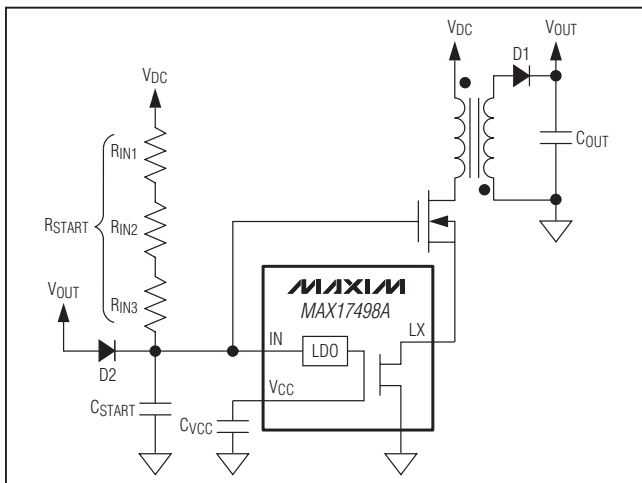 VDC
VDC
D1
VOUT
RIN1
COUT
RSTART
RIN2
VOUT
RIN3
MAXIM
MAX17498A
IN
LX
LDO
D2
VCC
CSTART
CVCC